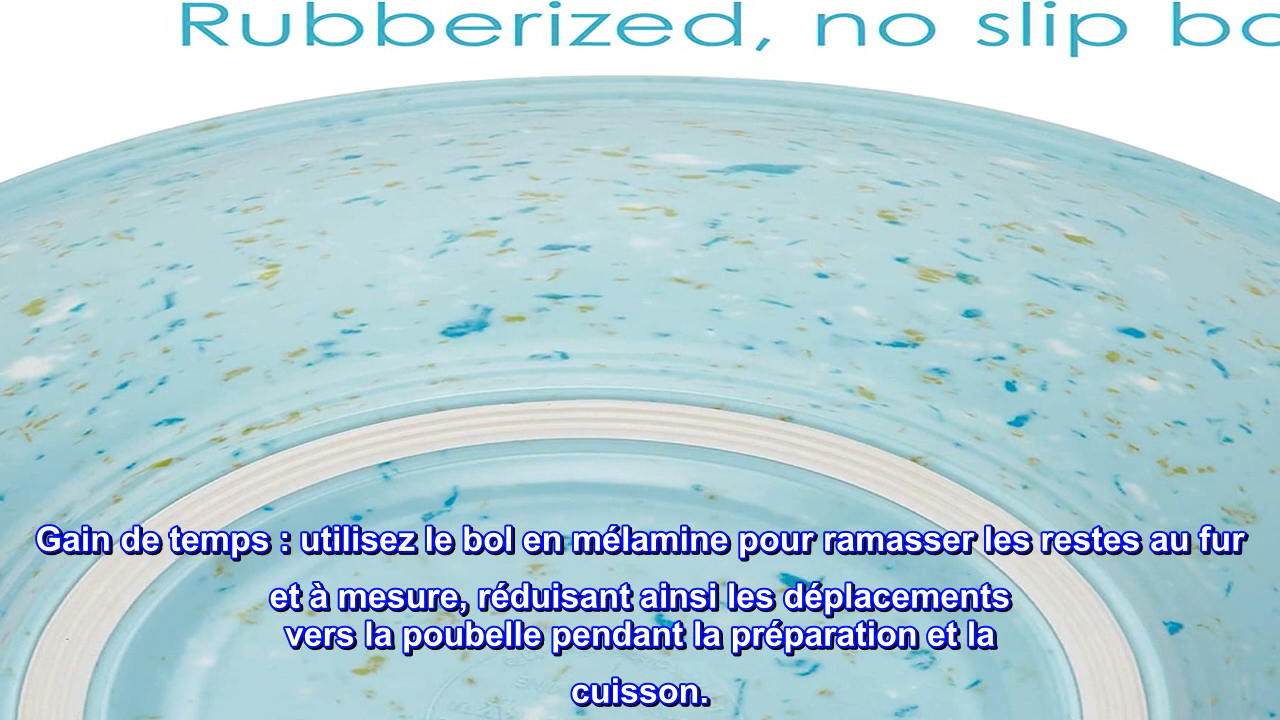 Rubberized, no slip
Gain de temps : utilisez le bol en mélamine pour ramasser les restes au fur
et à mesure, réduisant ainsi les déplacements
vers la poubelle pendant la préparation et la
cuisson.